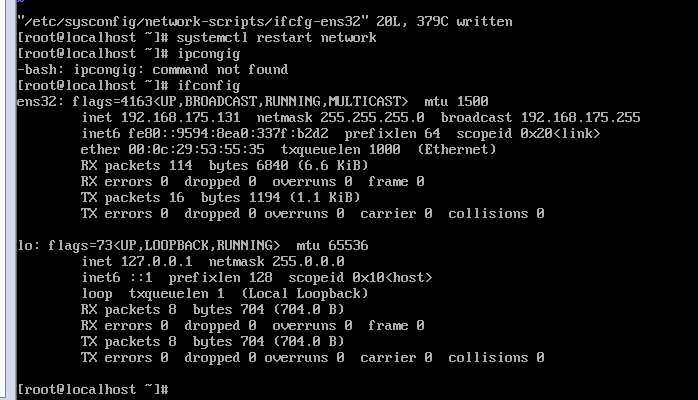 "/etc/sysconfig/network-scripts/ifcfg-ens32" 20L, 379C written
[root@localhost ~]# systemctl restart network
[root@localhost ~]# ipcongig
-bash: ipcongig: command not found
[root@localhost ~]# ifconfig
ens32: flags=4163<UP,BROADCAST,RUNNING,MULTICAST>  mtu 1500
        inet 192.168.175.131  netmask 255.255.255.0  broadcast 192.168.175.255
        inet6 fe80::9594:8ea0:337f:b2d2  prefixlen 64  scopeid 0x20<link>
        ether 00:0c:29:53:55:35  txqueuelen 1000  (Ethernet)
        RX packets 114  bytes 6840 (6.6 KiB)
        RX errors 0  dropped 0  overruns 0  frame 0
        TX packets 16  bytes 1194 (1.1 KiB)
        TX errors 0  dropped 0 overruns 0  carrier 0  collisions 0
lo: flags=73<UP,LOOPBACK,RUNNING>  mtu 65536
        inet 127.0.0.1  netmask 255.0.0.0
        inet6 ::1  prefixlen 128  scopeid 0x10<host>
        loop  txqueuelen 1  (Local Loopback)
        RX packets 8  bytes 704 (704.0 B)
        RX errors 0  dropped 0  overruns 0  frame 0
        TX packets 8  bytes 704 (704.0 B)
        TX errors 0  dropped 0 overruns 0  carrier 0  collisions 0
[root@localhost ~]#